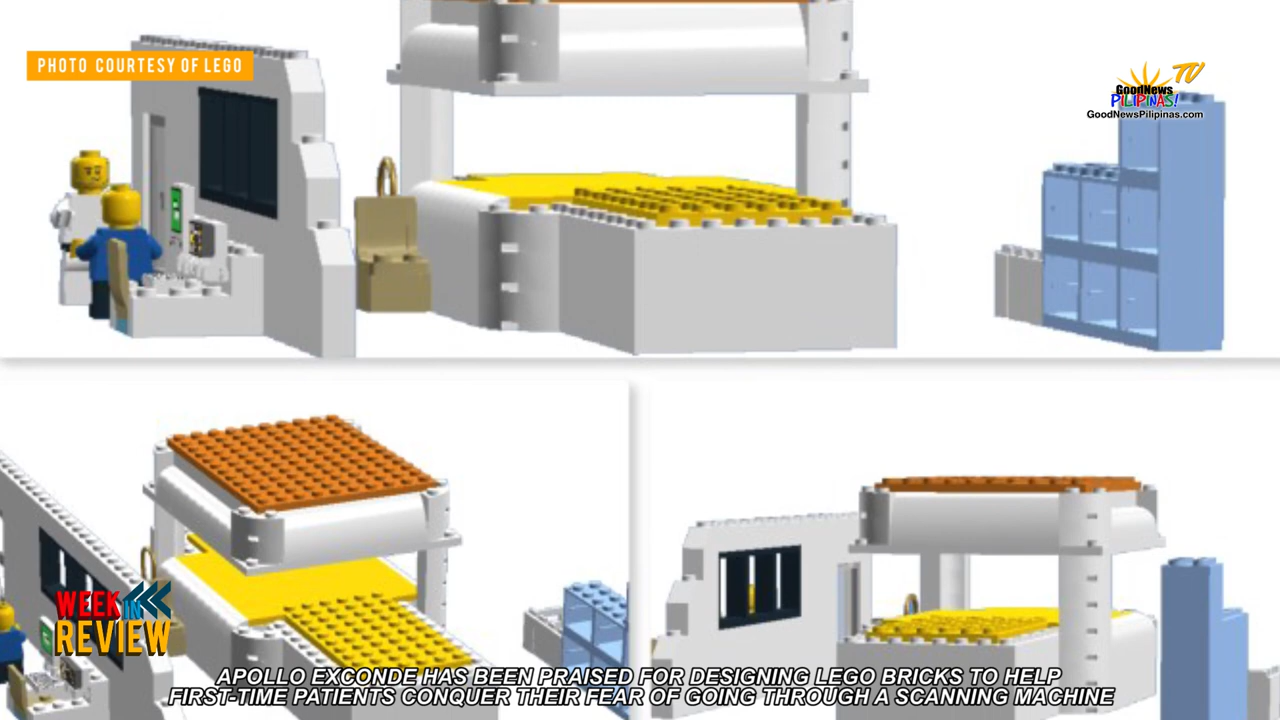 PHOTO COURTESY OF LEGO
TV
GoodNews
PILIPINAS!
GoodNewsPilipinas.com
WEEK IN
REVIEW
APOLLO EXCONDE HAS BEEN PRAISED FOR DESIGNING LEGO BRICKS TO HELP
FIRST-TIME PATIENTS CONQUER THEIR FEAR OF GOING THROUGH A SCANNING MACHINE